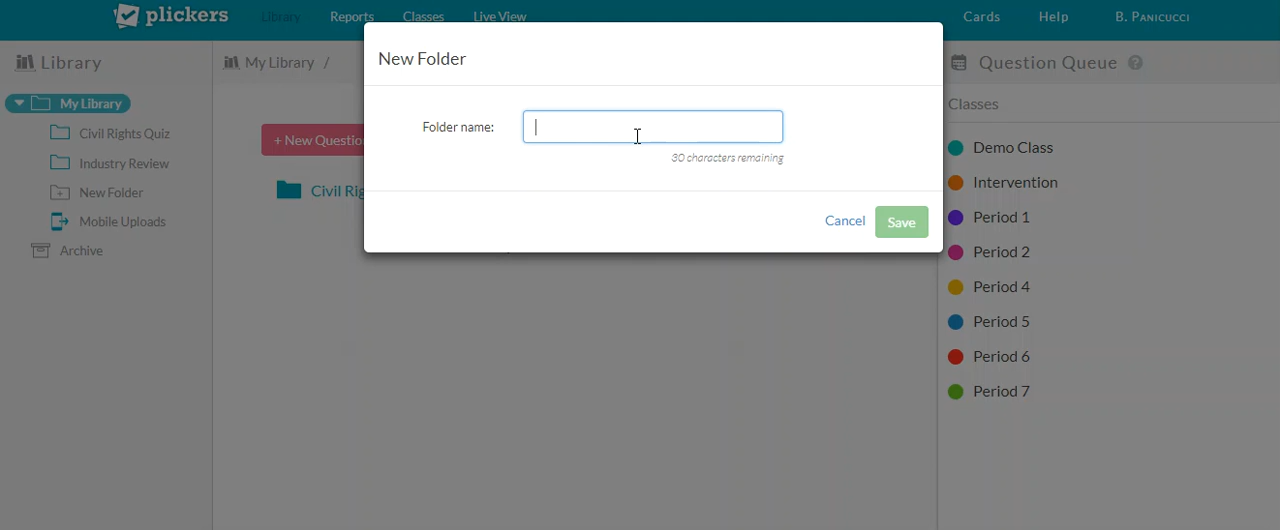 plickers
Library
Reports
Classes
Live View
Cards
Help
B. Panicucci
Library
My Library /
New Folder
Question Queue ?
My Library
Civil Rights Quiz
Industry Review
New Folder
Mobile Uploads
Archive
+ New Questio
Civil Rig
Folder name:
30 characters remaining
Cancel
Save
Classes
Demo Class
Intervention
Period 1
Period 2
Period 4
Period 5
Period 6
Period 7